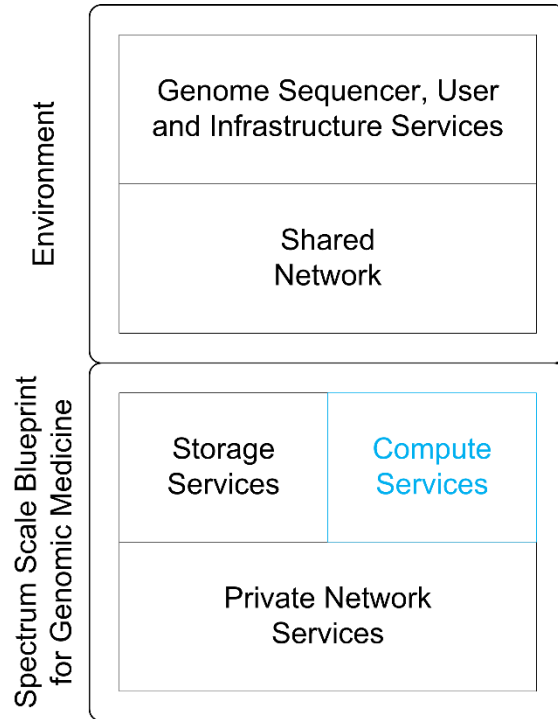 Environment
Genome Sequencer, User
and Infrastructure Services
Shared
Network
Spectrum Scale Blueprint
for Genomic Medicine
Storage
Services
Compute
Services
Private Network
Services